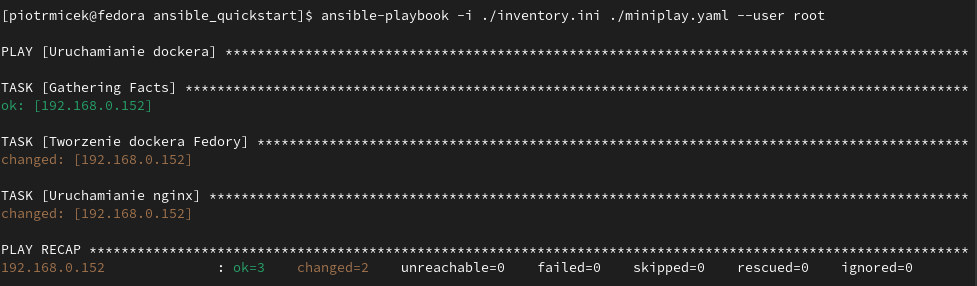 [piotrmicek@fedora ansible_quickstart]$ ansible-playbook -i ./inventory.ini ./miniplay.yaml --user root
PLAY [Uruchamianie dockera] *********************************************************************************************
TASK [Gathering Facts] **************************************************************************************************
ok: [192.168.0.152]
TASK [Tworzenie dockera Fedory] *****************************************************************************************
changed: [192.168.0.152]
TASK [Uruchamianie nginx] ***********************************************************************************************
changed: [192.168.0.152]
PLAY RECAP **************************************************************************************************************
192.168.0.152              : ok=3    changed=2    unreachable=0    failed=0    skipped=0    rescued=0    ignored=0